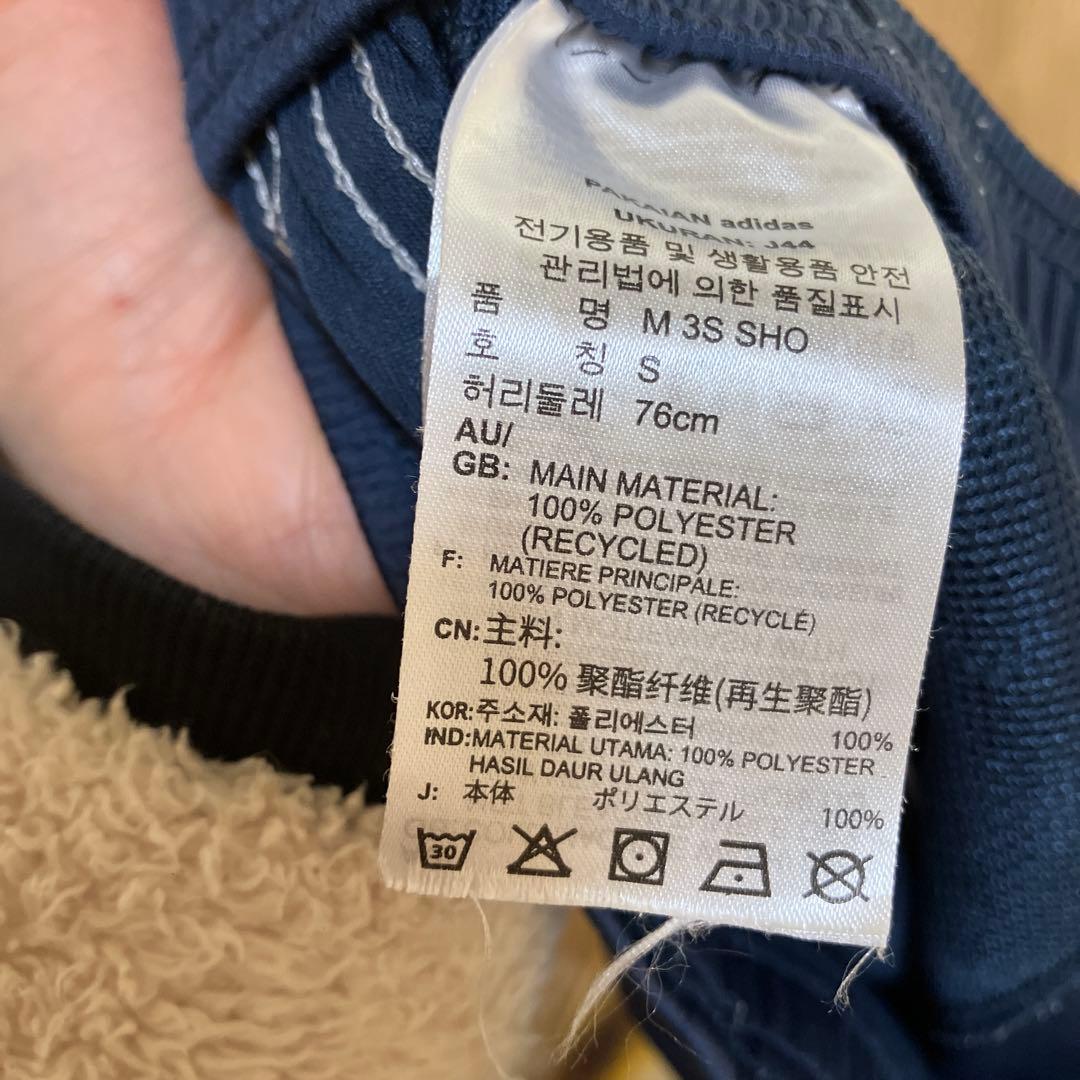 PAKAIAN adidas
UKURAN: J44
전기용품 및 생활용품 안전
관리법에 의한 품질표시
품 명 M 3S SHO
호 칭 S
허리둘레 76cm
AU/
GB: MAIN MATERIAL:
100% POLYESTER
(RECYCLED)
F: MATIERE PRINCIPALE:
100% POLYESTER (RECYCLÉ)
CN:主料:
100% 聚酯纤维(再生聚酯)
KOR:주소재: 폴리에스터 100%
IND:MATERIAL UTAMA: 100% POLYESTER
HASIL DAUR ULANG
J: 本体 ポリエステル 100%
30